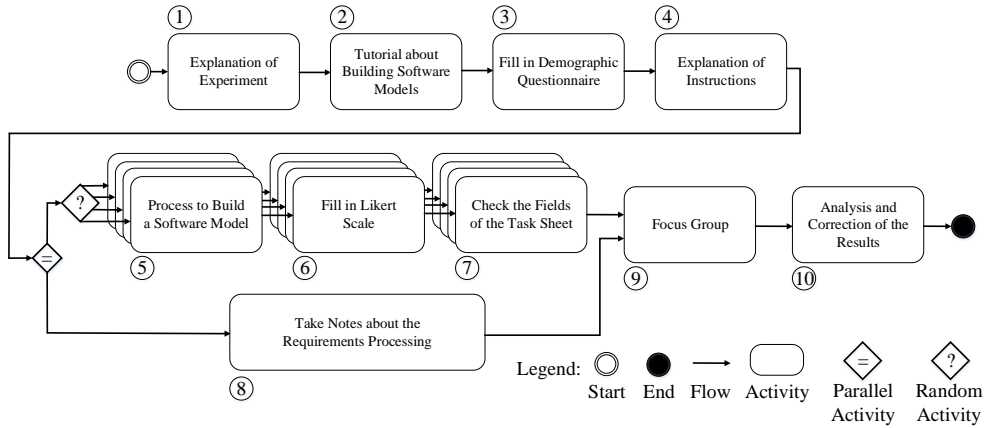 1
2
3
4
Explanation of
Experiment
Tutorial about
Building Software
Models
Fill in Demographic
Questionnaire
Explanation of
Instructions
?
Process to Build
a Software Model
Fill in Likert
Scale
Check the Fields
of the Task Sheet
Focus Group
Analysis and
Correction of the
Results
=
5
6
7
9
10
Take Notes about the
Requirements Processing
8
Legend:
=
?
Start
End
Flow
Activity
Parallel
Activity
Random
Activity